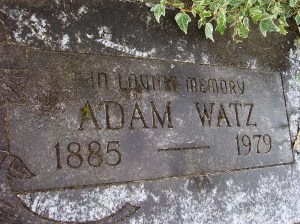 IN LOVING MEMORY
ADAM WATZ
1885 — 1979